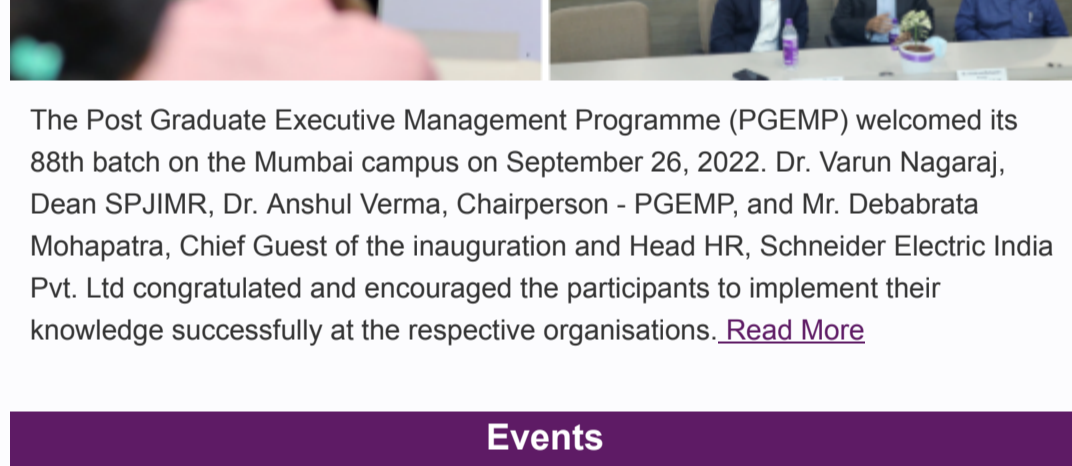 The Post Graduate Executive Management Programme (PGEMP) welcomed its
88th batch on the Mumbai campus on September 26, 2022. Dr. Varun Nagaraj,
Dean SPJIMR, Dr. Anshul Verma, Chairperson - PGEMP, and Mr. Debabrata
Mohapatra, Chief Guest of the inauguration and Head HR, Schneider Electric India
Pvt. Ltd congratulated and encouraged the participants to implement their
knowledge successfully at the respective organisations. Read More
Events